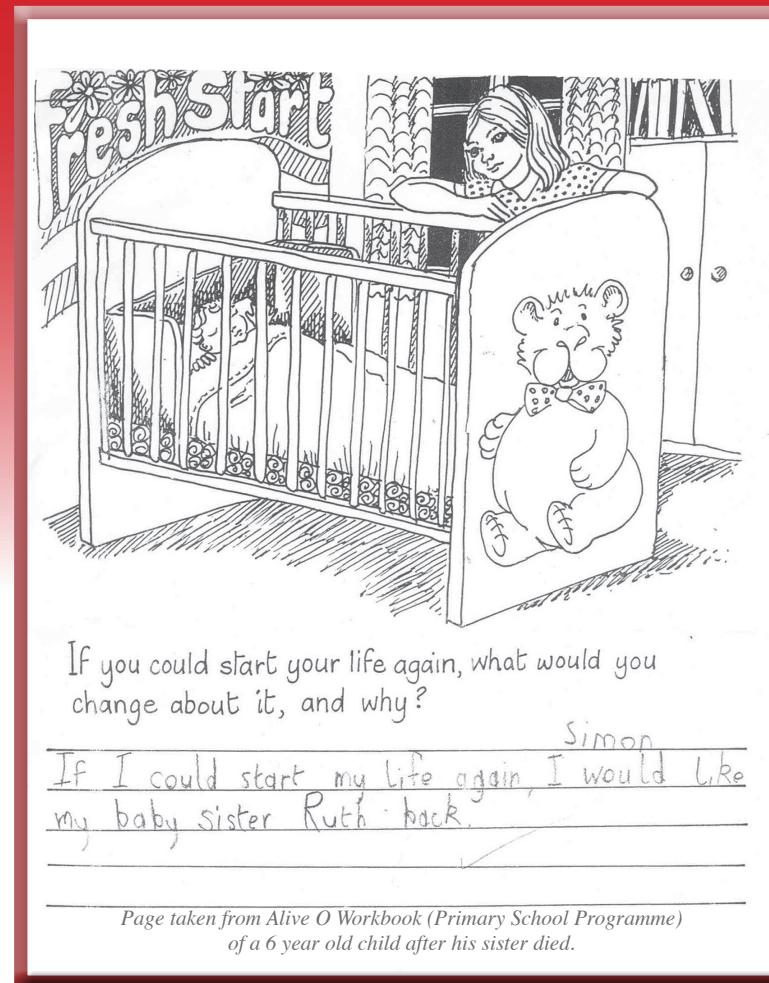 Fresh Start
If you could start your life again, what would you
change about it, and why?
Simon
If I could start my life again, I would like
my baby sister Ruth back.
Page taken from Alive O Workbook (Primary School Programme)
of a 6 year old child after his sister died.